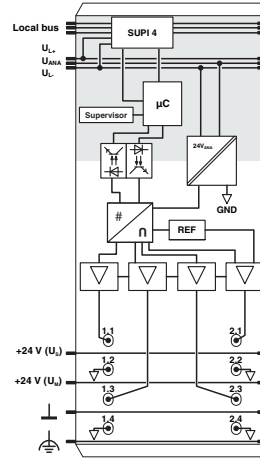 Local bus
SUPI 4
UL+
UANA
UL-
µC
Supervisor
24VANA
GND
#
REF
1.1 2.1
+24 V (US)
1.2 2.2
+24 V (UM)
1.3 2.3
1.4 2.4